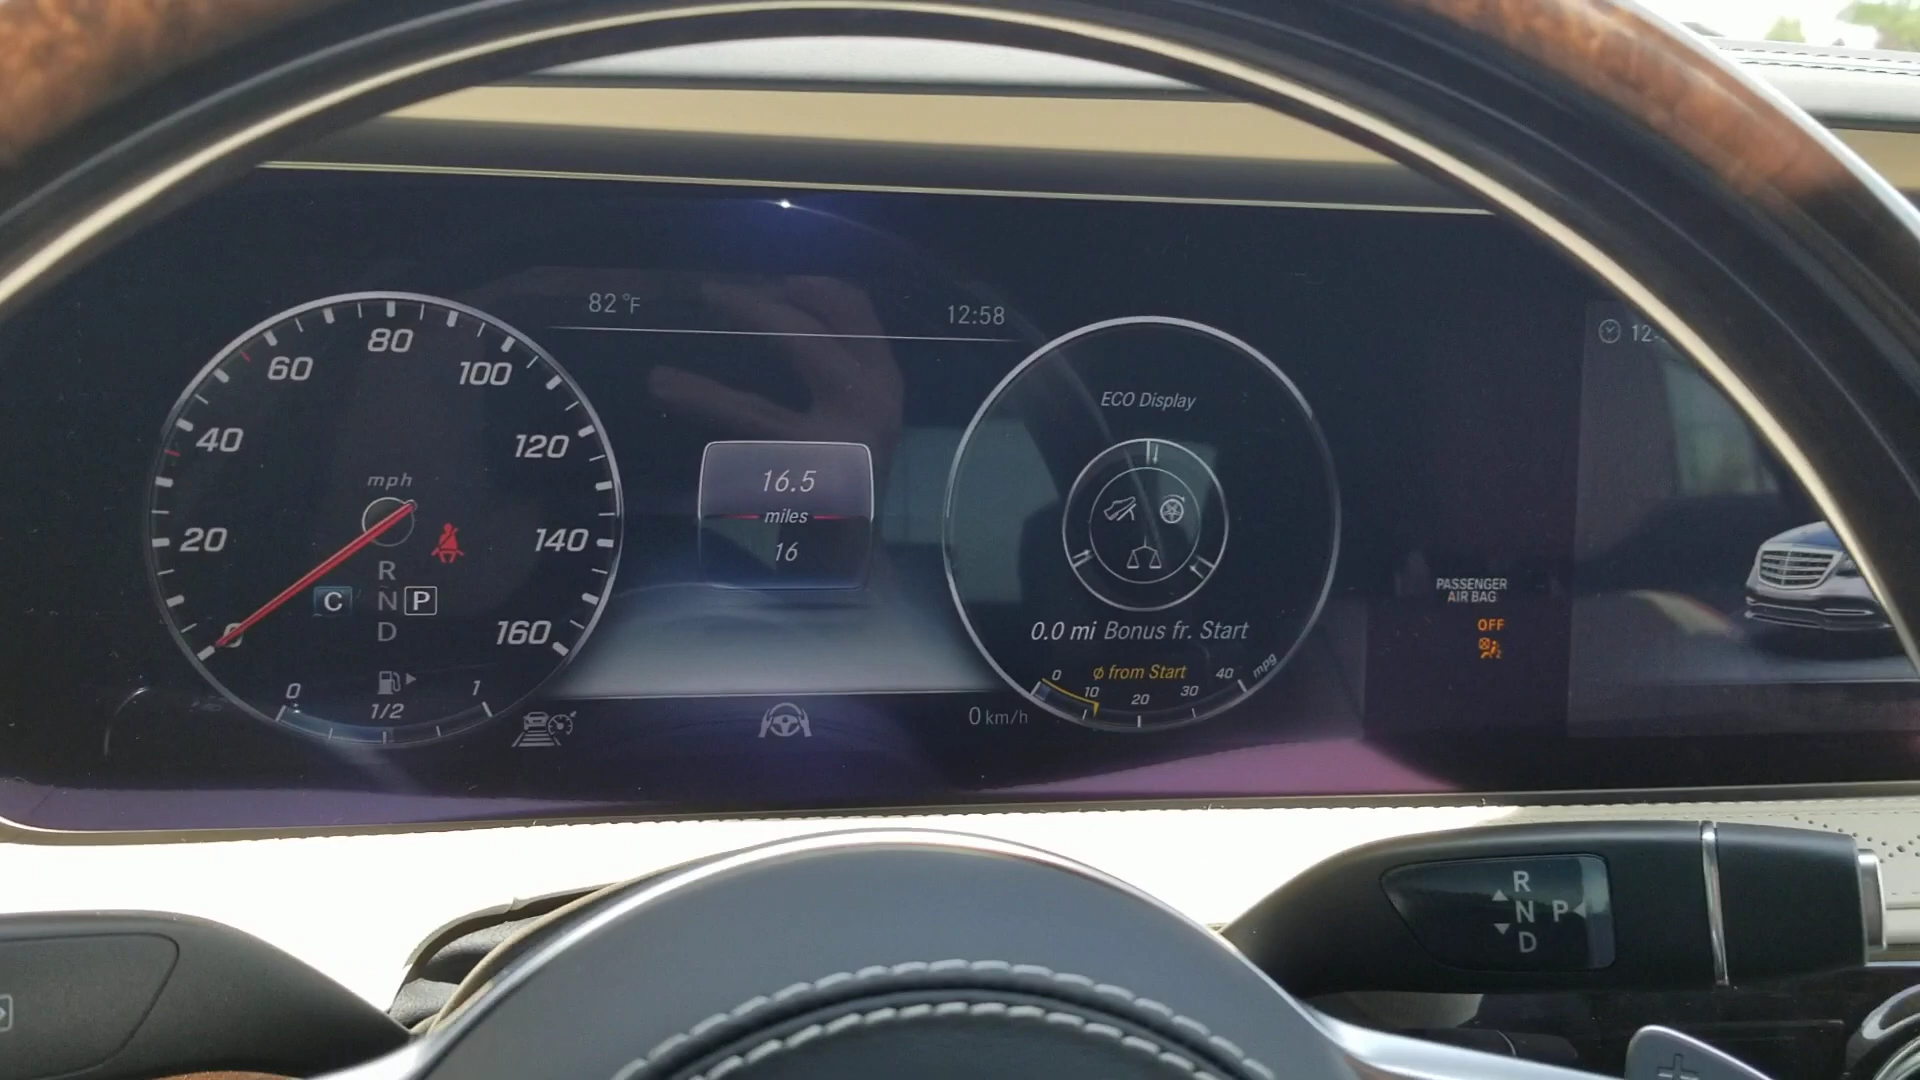 82 °F
12:58
12
80
60
100
40
120
mph
20
140
0
160
R
C N P
D
0
1
1/2
16.5
miles
16
ECO Display
0.0 mi Bonus fr. Start
ø from Start
0
10
20
30
40
mpg
0 km/h
PASSENGER
AIR BAG
OFF
R
N P
D